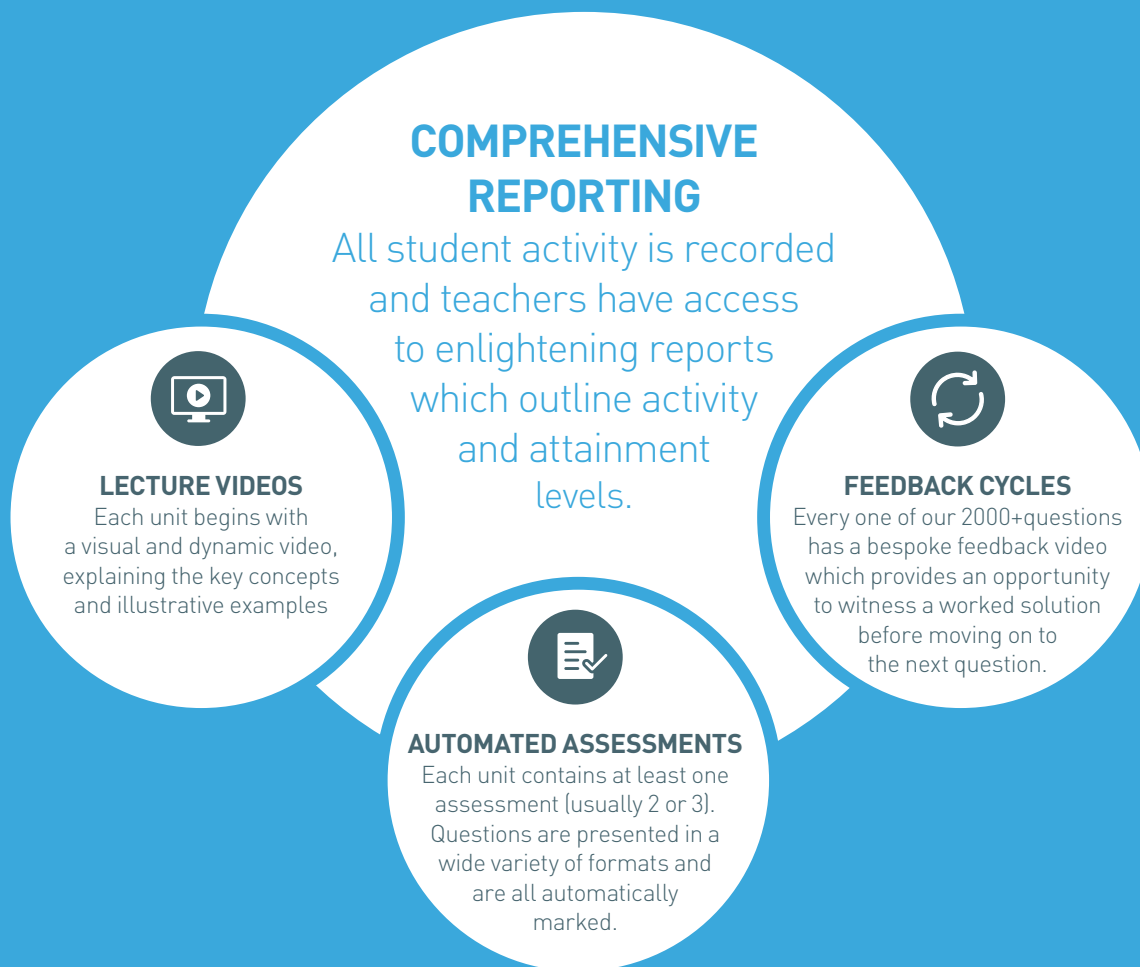 COMPREHENSIVE
REPORTING
All student activity is recorded
and teachers have access
to enlightening reports
which outline activity
and attainment
levels.
LECTURE VIDEOS
Each unit begins with
a visual and dynamic video,
explaining the key concepts
and illustrative examples
AUTOMATED ASSESSMENTS
Each unit contains at least one
assessment (usually 2 or 3).
Questions are presented in a
wide variety of formats and
are all automatically
marked.
FEEDBACK CYCLES
Every one of our 2000+questions
has a bespoke feedback video
which provides an opportunity
to witness a worked solution
before moving on to
the next question.